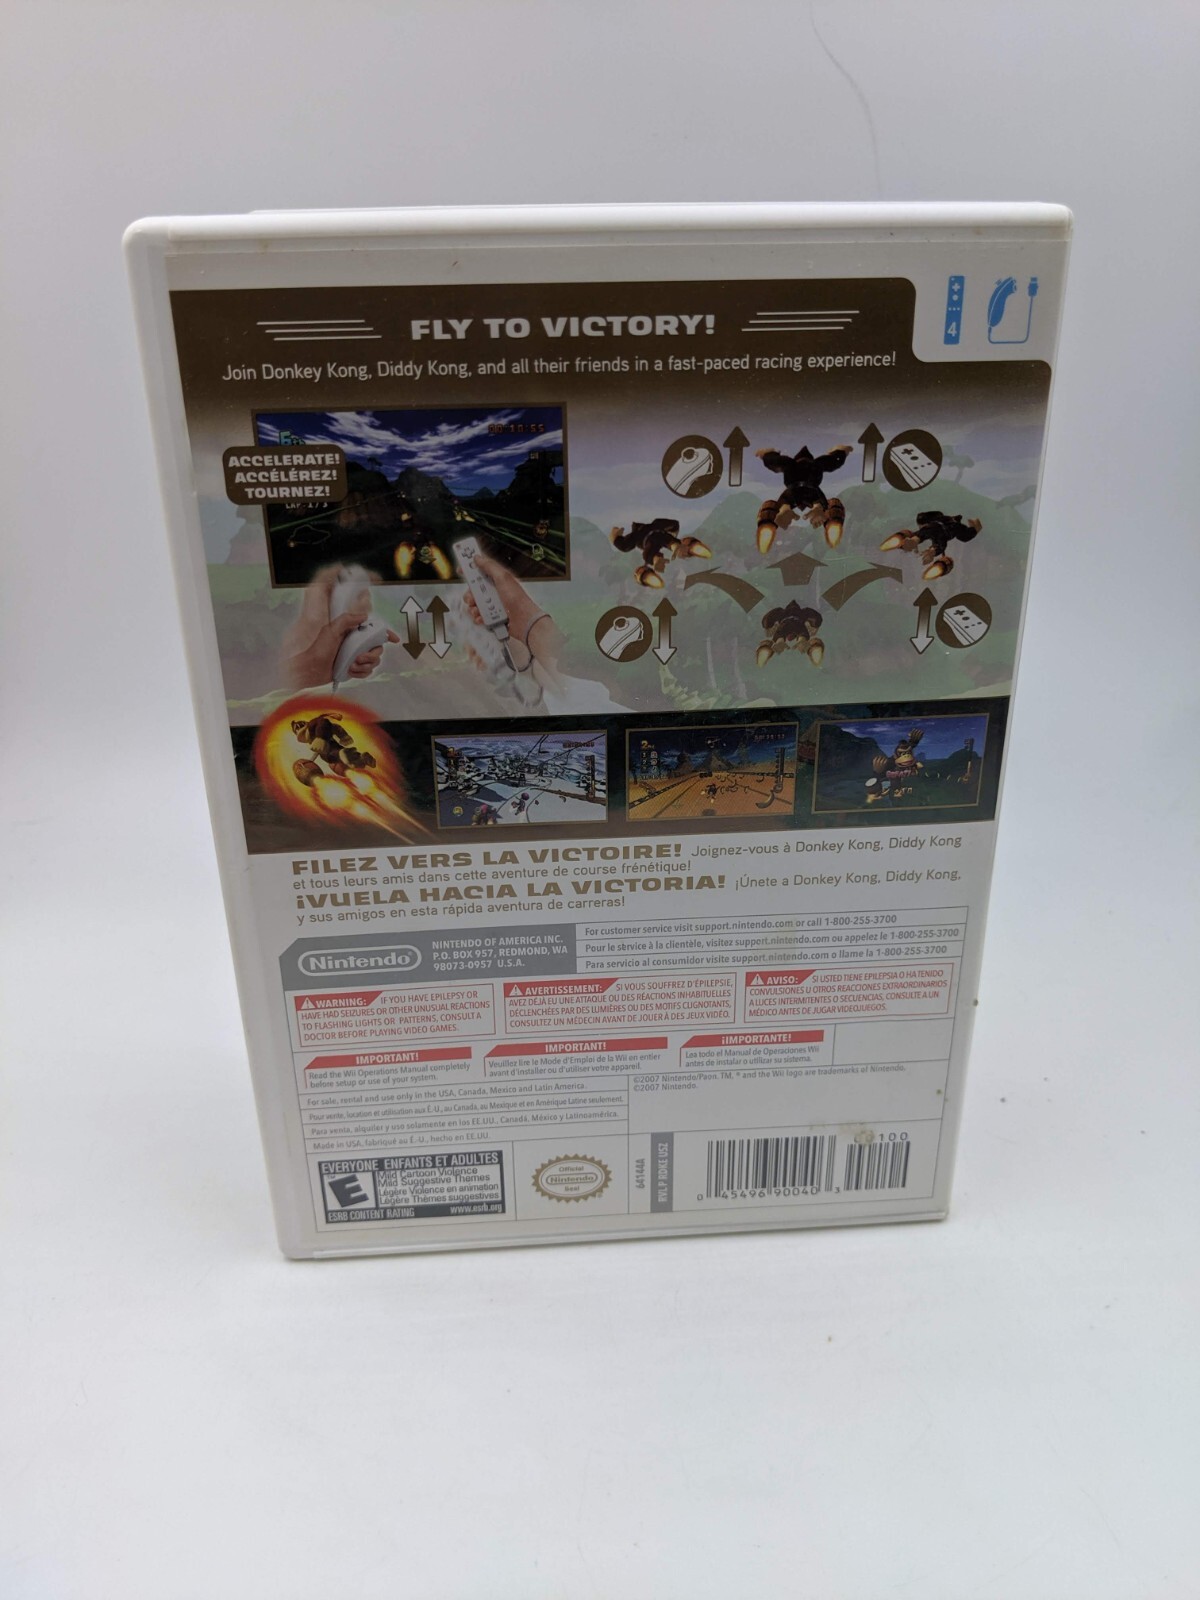 4
FLY TO VICTORY!
Join Donkey Kong, Diddy Kong, and all their friends in a fast-paced racing experience!
ACCELERATE!
ACCÉLÉREZ!
TOURNEZ!
LAP 1/3
FILEZ VERS LA VICTOIRE! Joignez-vous à Donkey Kong, Diddy Kong
et tous leurs amis dans cette aventure de course frénétique!
¡VUELA HACIA LA VICTORIA! ¡Únete a Donkey Kong, Diddy Kong,
y sus amigos en esta rápida aventura de carreras!
Nintendo
NINTENDO OF AMERICA INC.
P.O. BOX 957, REDMOND, WA
98073-0957 U.S.A.
For customer service visit support.nintendo.com or call 1-800-255-3700
Pour le service à la clientèle, visitez support.nintendo.com ou appelez le 1-800-255-3700
Para servicio al consumidor visite support.nintendo.com o llame la 1-800-255-3700
WARNING: IF YOU HAVE EPILEPSY OR
HAVE HAD SEIZURES OR OTHER UNUSUAL REACTIONS
TO FLASHING LIGHTS OR PATTERNS, CONSULT A
DOCTOR BEFORE PLAYING VIDEO GAMES.
AVERTISSEMENT: SI VOUS SOUFFREZ D'ÉPILEPSIE,
AVEZ DÉJÀ EU UNE ATTAQUE OU DES RÉACTIONS INHABITUELLES
DÉCLENCHÉES PAR DES LUMIÈRES OU DES MOTIFS CLIGNOTANTS,
CONSULTEZ UN MÉDECIN AVANT DE JOUER À DES JEUX VIDÉO.
AVISO: SI USTED TIENE EPILEPSIA O HA TENIDO
CONVULSIONES U OTROS REACCIONES EXTRAORDINARIOS
A LUCES INTERMITENTES O SECUENCIAS, CONSULTE A UN
MÉDICO ANTES DE JUGAR VIDEOJUEGOS.
IMPORTANT!
Read the Wii Operations Manual completely
before setup or use of your system.
IMPORTANT!
Veuillez lire le Mode d'Emploi de la Wii en entier
avant d'installer ou d'utiliser votre appareil.
¡IMPORTANTE!
Lea todo el Manual de Operaciones Wii
antes de instalar o utilizar su sistema.
For sale, rental and use only in the USA, Canada, Mexico and Latin America.
Pour vente, location et utilisation aux É.-U., au Canada, au Mexique et en Amérique Latine seulement.
Para venta, alquiler y uso solamente en los EE.UU., Canadá, México y Latinoamérica.
Made in USA, fabriqué au É.-U., hecho en EE.UU.
©2007 Nintendo/Paon. TM, ® and the Wii logo are trademarks of Nintendo.
©2007 Nintendo.
EVERYONE ENFANTS ET ADULTES
E
Mild Cartoon Violence
Mild Suggestive Themes
Légère Violence en animation
Légère Thèmes suggestives
ESRB CONTENT RATING www.esrb.org
Official
Nintendo
Seal
64144A
RVL P RDKE USZ
0 45496 90040 3
00100